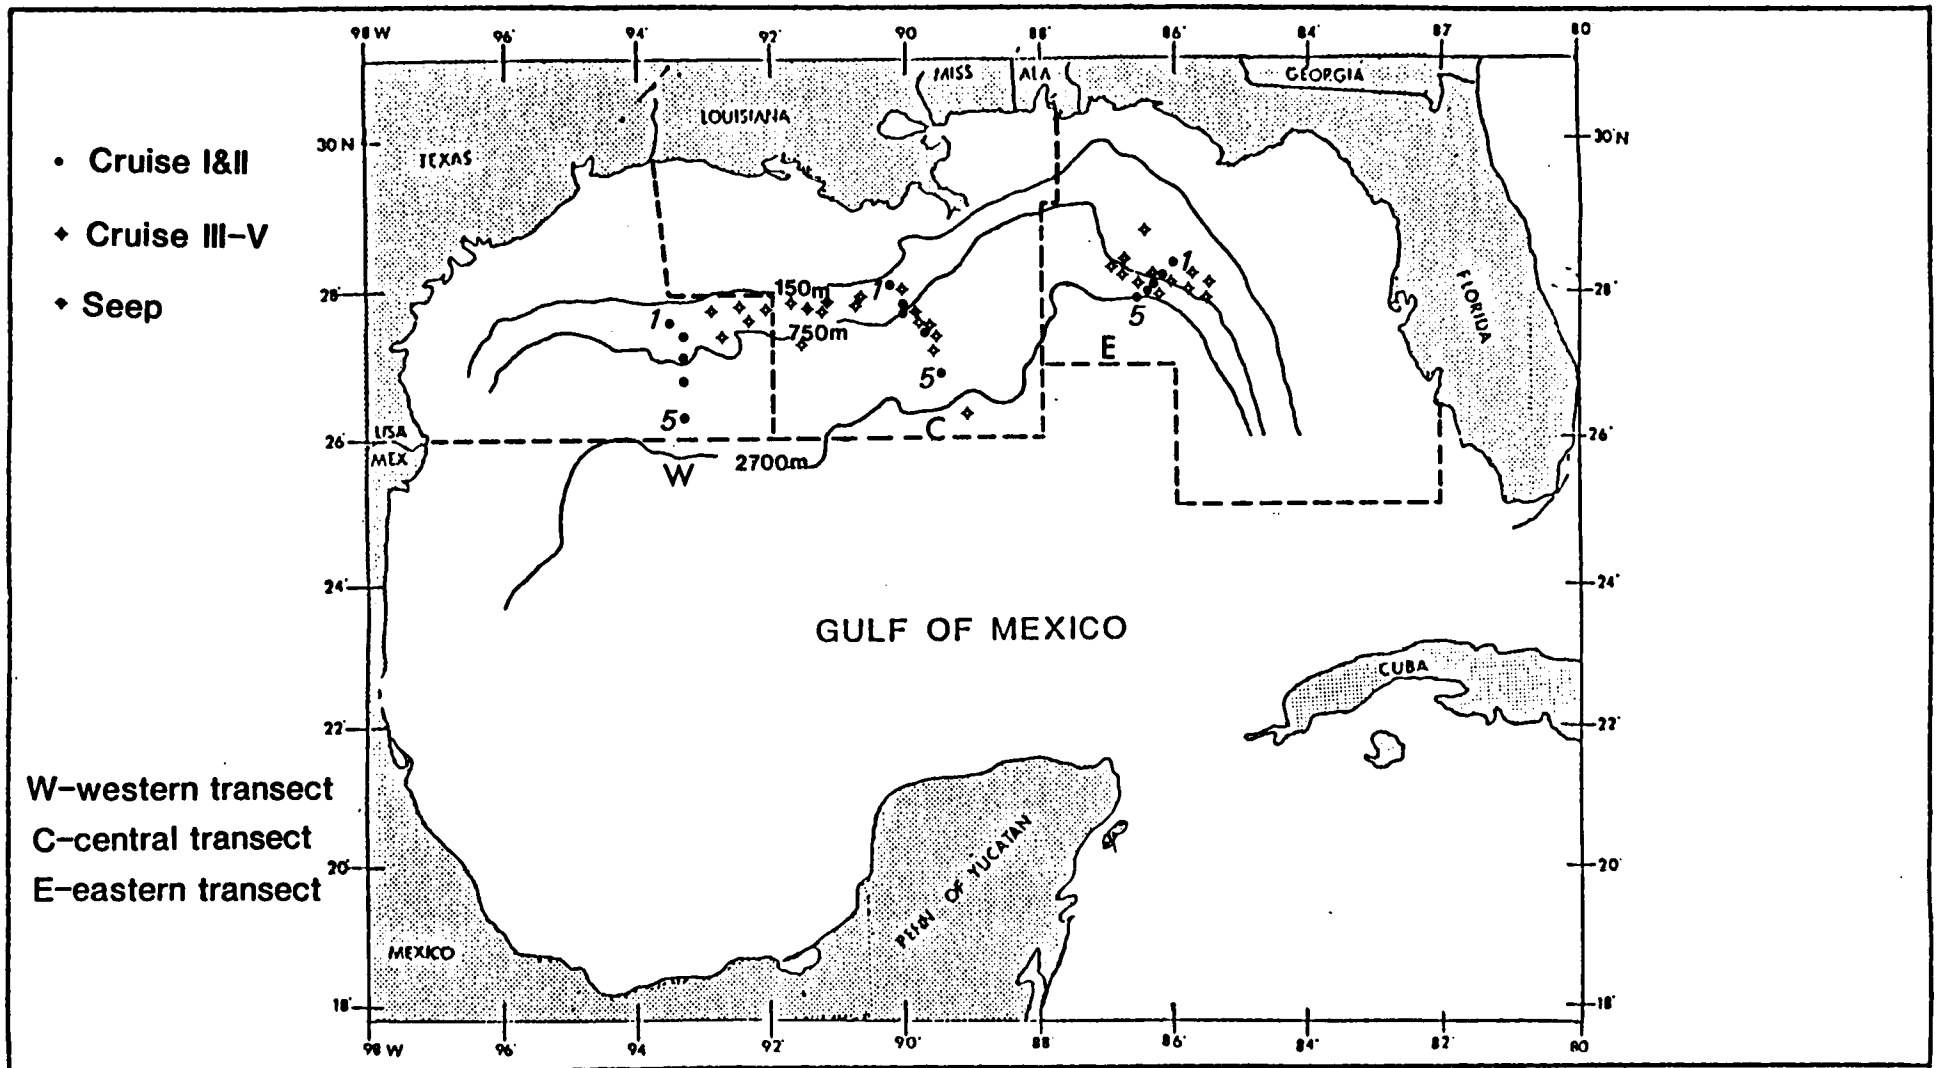 98 W 96° 94° 92° 90 88° 86° 84° 87 80
MISS ALA GEORGIA
LOUISIANA
30°N 30°N
TEXAS
• Cruise I&II
✧ Cruise III-V
✧ Seep
FLORIDA
28° 28°
150m
750m
1 1 1
5 5 5
E
C
USA
MEX
26° 26°
2700m
W
24° 24°
GULF OF MEXICO
CUBA
22° 22°
W-western transect
C-central transect
E-eastern transect
20° 20°
PENIN OF YUCATAN
MEXICO
18° 18°
98 W 96° 94 92° 90° 88 86° 84° 82° 80